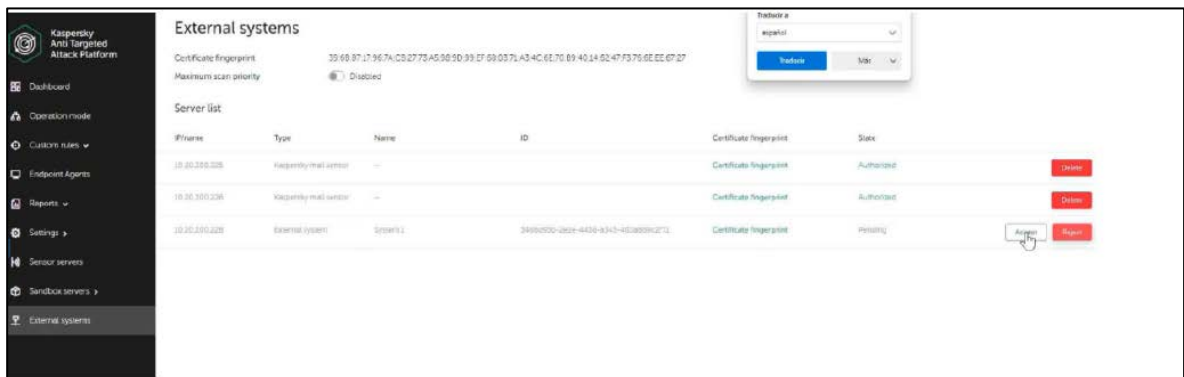 Kaspersky
Anti Targeted
Attack Platform
Dashboard
Operation mode
Custom rules
Endpoint Agents
Reports
Settings
Sensor servers
Sandbox servers
External systems
External systems
Certificate fingerprint
Maximum scan priority Disabled
Server list
IP/name Type Name ID Certificate fingerprint State
Kaspersky mail sensor — Certificate fingerprint Authorized Delete
Kaspersky mail sensor — Certificate fingerprint Authorized Delete
External system Certificate fingerprint Pending Reject
Traducir a
español
Traducir Más